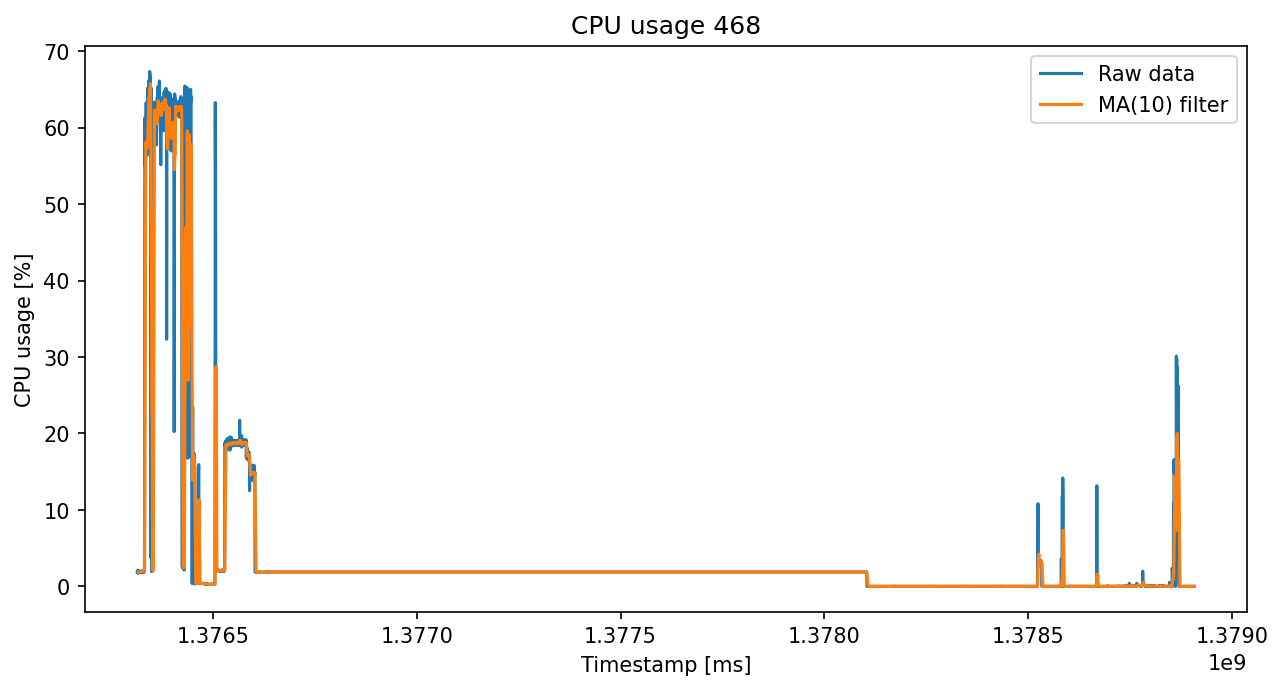 CPU usage 468
Raw data
MA(10) filter
CPU usage [%]
70
60
50
40
30
20
10
0
1.3765 1.3770 1.3775 1.3780 1.3785 1.3790
1e9
Timestamp [ms]